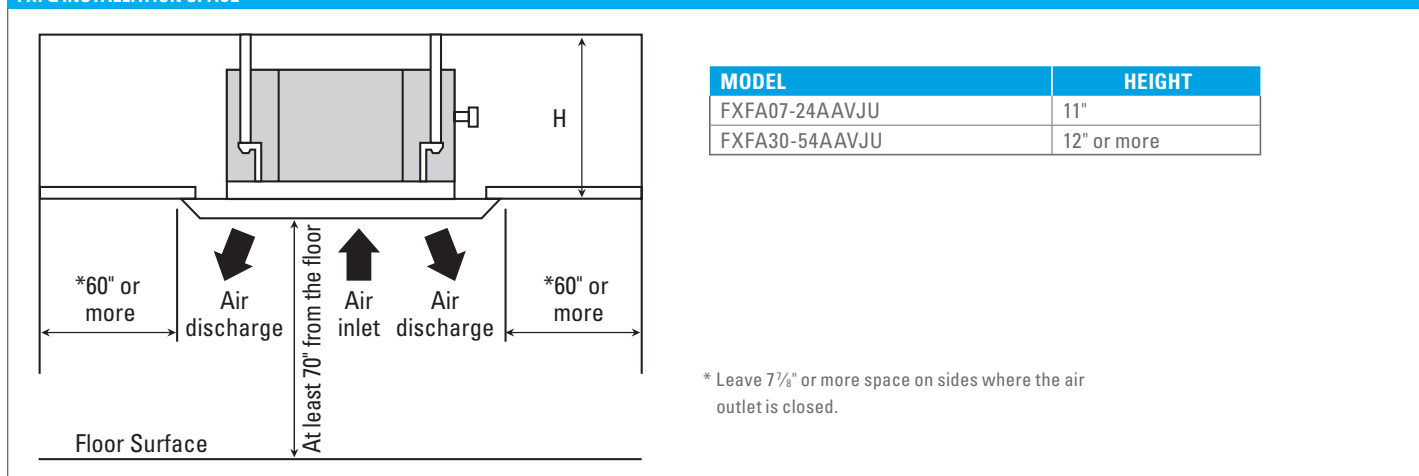 H
*60" or
more
Air
discharge
At least 70" from the floor
Air
inlet
Air
discharge
*60" or
more
Floor Surface
MODEL HEIGHT
FXFA07-24AAVJU 11"
FXFA30-54AAVJU 12" or more
* Leave 7⅞" or more space on sides where the air
outlet is closed.